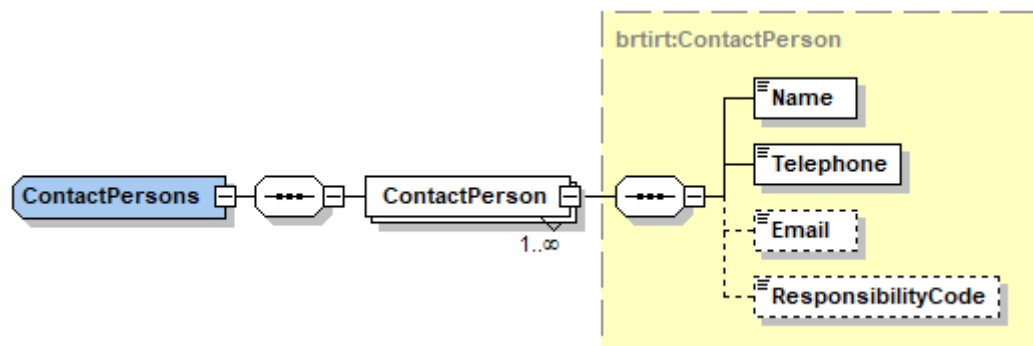 brtirt:ContactPerson
Name
Telephone
ContactPersons
ContactPerson
1..∞
Email
ResponsibilityCode